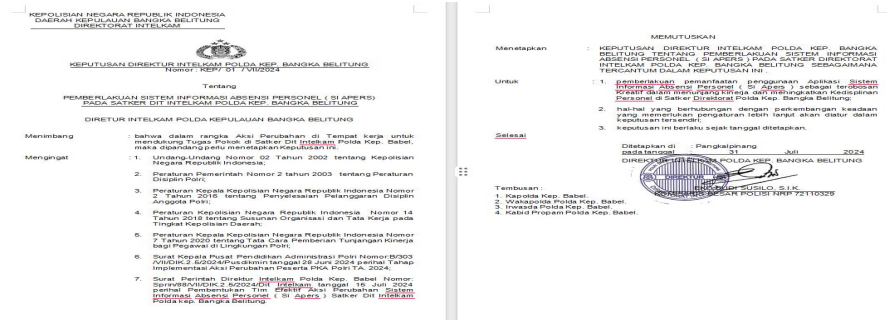 KEPOLISIAN NEGARA REPUBLIK INDONESIA
DAERAH KEPULAUAN BANGKA BELITUNG
DIREKTORAT INTELKAM
KEPUTUSAN DIREKTUR INTELKAM POLDA KEP. BANGKA BELITUNG
Nomor : KEP/ 01 /VII/2024
Tentang
PEMBERLAKUAN SISTEM INFORMASI ABSENSI PERSONEL ( SI APERS )
PADA SATKER DIT INTELKAM POLDA KEP. BANGKA BELITUNG
DIRETUR INTELKAM POLDA KEPULAUAN BANGKA BELITUNG
Menimbang : bahwa dalam rangka Aksi Perubahan di Tempat kerja untuk
mendukung Tugas Pokok di Satker Dit Intelkam Polda Kep. Babel,
maka dipandang perlu menetapkan Keputusan ini.
Mengingat : 1. Undang-Undang Nomor 02 Tahun 2002 tentang Kepolisian
Negara Republik Indonesia;
2. Peraturan Pemerintah Nomor 2 tahun 2003 tentang Peraturan
Disiplin Polri;
3. Peraturan Kepala Kepolisian Negara Republik Indonesia Nomor
2 Tahun 2016 tentang Penyelesaian Pelanggaran Disiplin
Anggota Polri;
4. Peraturan Kepolisian Negara Republik Indonesia Nomor 14
Tahun 2018 tentang Susunan Organisasi dan Tata Kerja pada
Tingkat Kepolisian Daerah;
5. Peraturan Kepala Kepolisian Negara Republik Indonesia Nomor
7 Tahun 2020 tentang Tata Cara Pemberian Tunjangan Kinerja
bagi Pegawai di Lingkungan Polri;
6. Surat Kepala Pusat Pendidikan Administrasi Polri Nomor:B/303
/VII/DIK.2.5/2024/Pusdikmin tanggal 28 Juni 2024 perihal Tahap
Implementasi Aksi Perubahan Peserta PKA Polri TA. 2024;
7. Surat Perintah Direktur Intelkam Polda Kep. Babel Nomor:
Sprin/88/VII/DIK.2.5/2024/Dit Intelkam tanggal 15 Juli 2024
perihal Pembentukan Tim Efektif Aksi Perubahan Sistem
Informasi Absensi Personel ( Si Apers ) Satker Dit Intelkam
Polda kep. Bangka Belitung.
MEMUTUSKAN
Menetapkan : KEPUTUSAN DIREKTUR INTELKAM POLDA KEP. BANGKA
BELITUNG TENTANG PEMBERLAKUAN SISTEM INFORMASI
ABSENSI PERSONEL ( SI APERS ) PADA SATKER DIREKTORAT
INTELKAM POLDA KEP. BANGKA BELITUNG SEBAGAIMANA
TERCANTUM DALAM KEPUTUSAN INI .
Untuk : 1. pemberlakuan pemanfaatan penggunaan Aplikasi Sistem
Informasi Absensi Personel ( Si Apers ) sebagai terobosan
Kreatif dalam menunjang kinerja dan meningkatkan Kedisplinan
Personel di Satker Direktorat Polda Kep. Bangka Belitung;
2. hal-hal yang berhubungan dengan perkembangan keadaan
yang memerlukan pengaturan lebih lanjut akan diatur dalam
keputusan tersendiri;
3. keputusan ini berlaku sejak tanggal ditetapkan.
Selesai
Ditetapkan di : Pangkalpinang
pada tanggal : 31 Juli 2024
DIREKTUR INTELKAM POLDA KEP. BANGKA BELITUNG
DIREKTUR
EKO BUDI SUSILO, S.I.K.
KOMISARIS BESAR POLISI NRP 72110329
Tembusan :
1. Kapolda Kep. Babel.
2. Wakapolda Polda Kep. Babel.
3. Irwasda Polda Kep. Babel.
4. Kabid Propam Polda Kep. Babel.